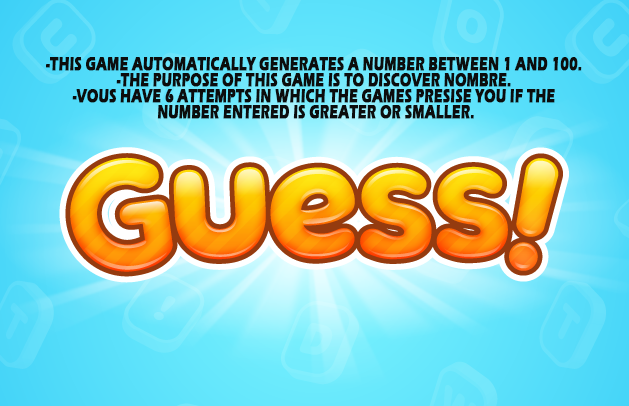 -THIS GAME AUTOMATICALLY GENERATES A NUMBER BETWEEN 1 AND 100.
-THE PURPOSE OF THIS GAME IS TO DISCOVER NOMBRE.
-VOUS HAVE 6 ATTEMPTS IN WHICH THE GAMES PRESISE YOU IF THE
NUMBER ENTERED IS GREATER OR SMALLER.
Guess!